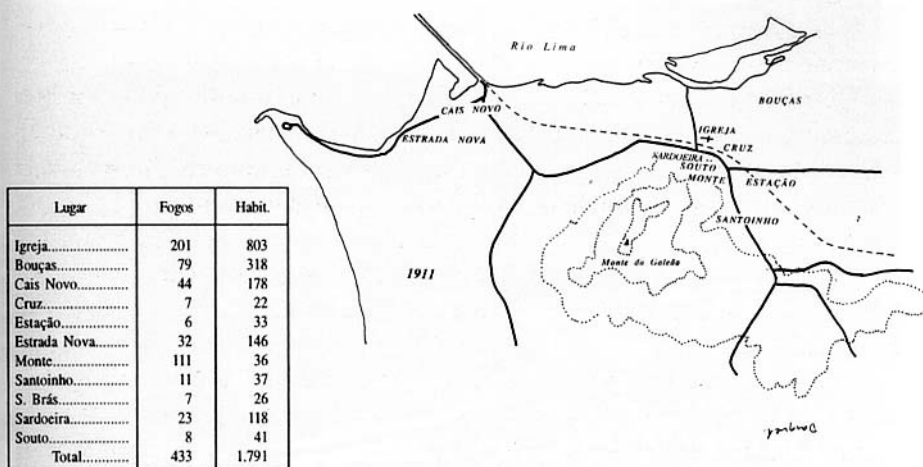 Rio Lima
CAIS NOVO
BOUÇAS
ESTRADA NOVA
IGREJA
CRUZ
SARDOEIRA
SOUTO
MONTE
ESTAÇÃO
SANTOINHO
Monte do Galeão
1911
Lugar Fogos Habit.
Igreja.............. 201 803
Bouças.............. 79 318
Cais Novo........... 44 178
Cruz................ 7 22
Estação............. 6 33
Estrada Nova........ 32 146
Monte............... 111 36
Santoinho........... 11 37
S. Brás............. 7 26
Sardoeira........... 23 118
Souto............... 8 41
Total........... 433 1.791